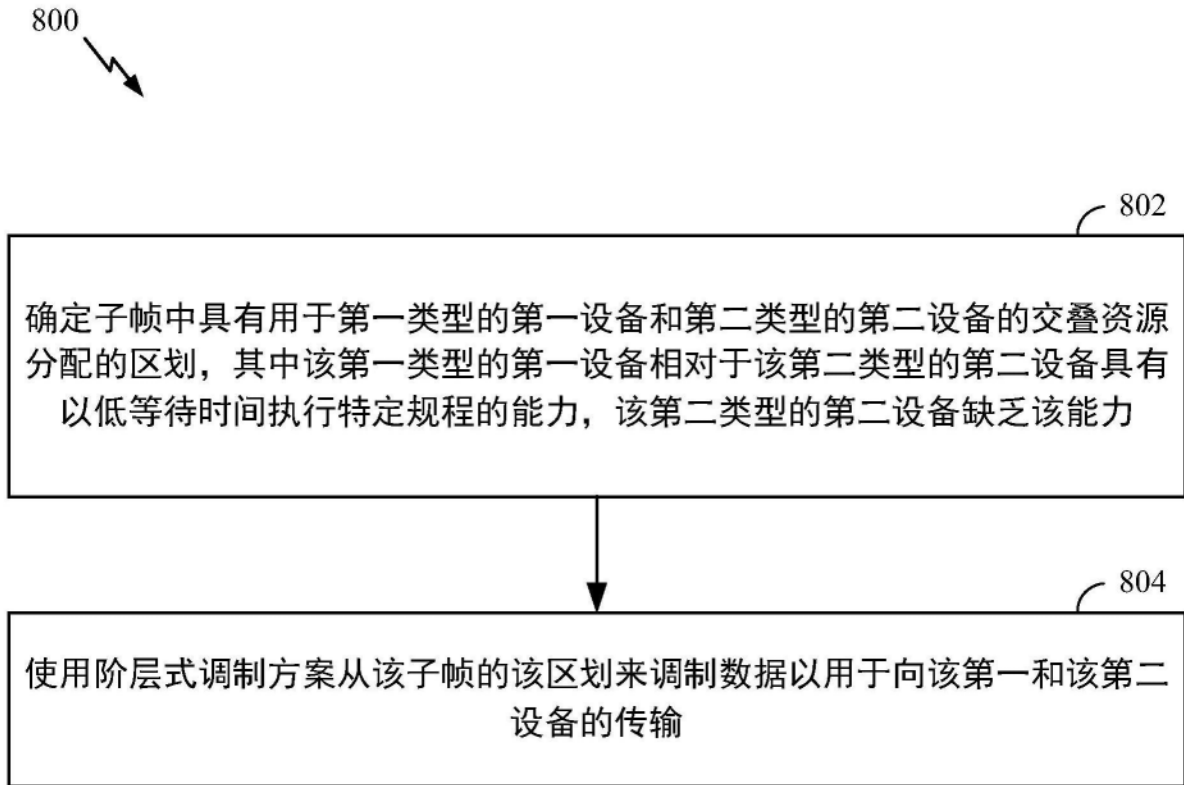 800
802
确定子帧中具有用于第一类型的第一设备和第二类型的第二设备的交叠资源
分配的区划，其中该第一类型的第一设备相对于该第二类型的第二设备具有
以低等待时间执行特定规程的能力，该第二类型的第二设备缺乏该能力
804
使用阶层式调制方案从该子帧的该区划来调制数据以用于向该第一和该第二
设备的传输